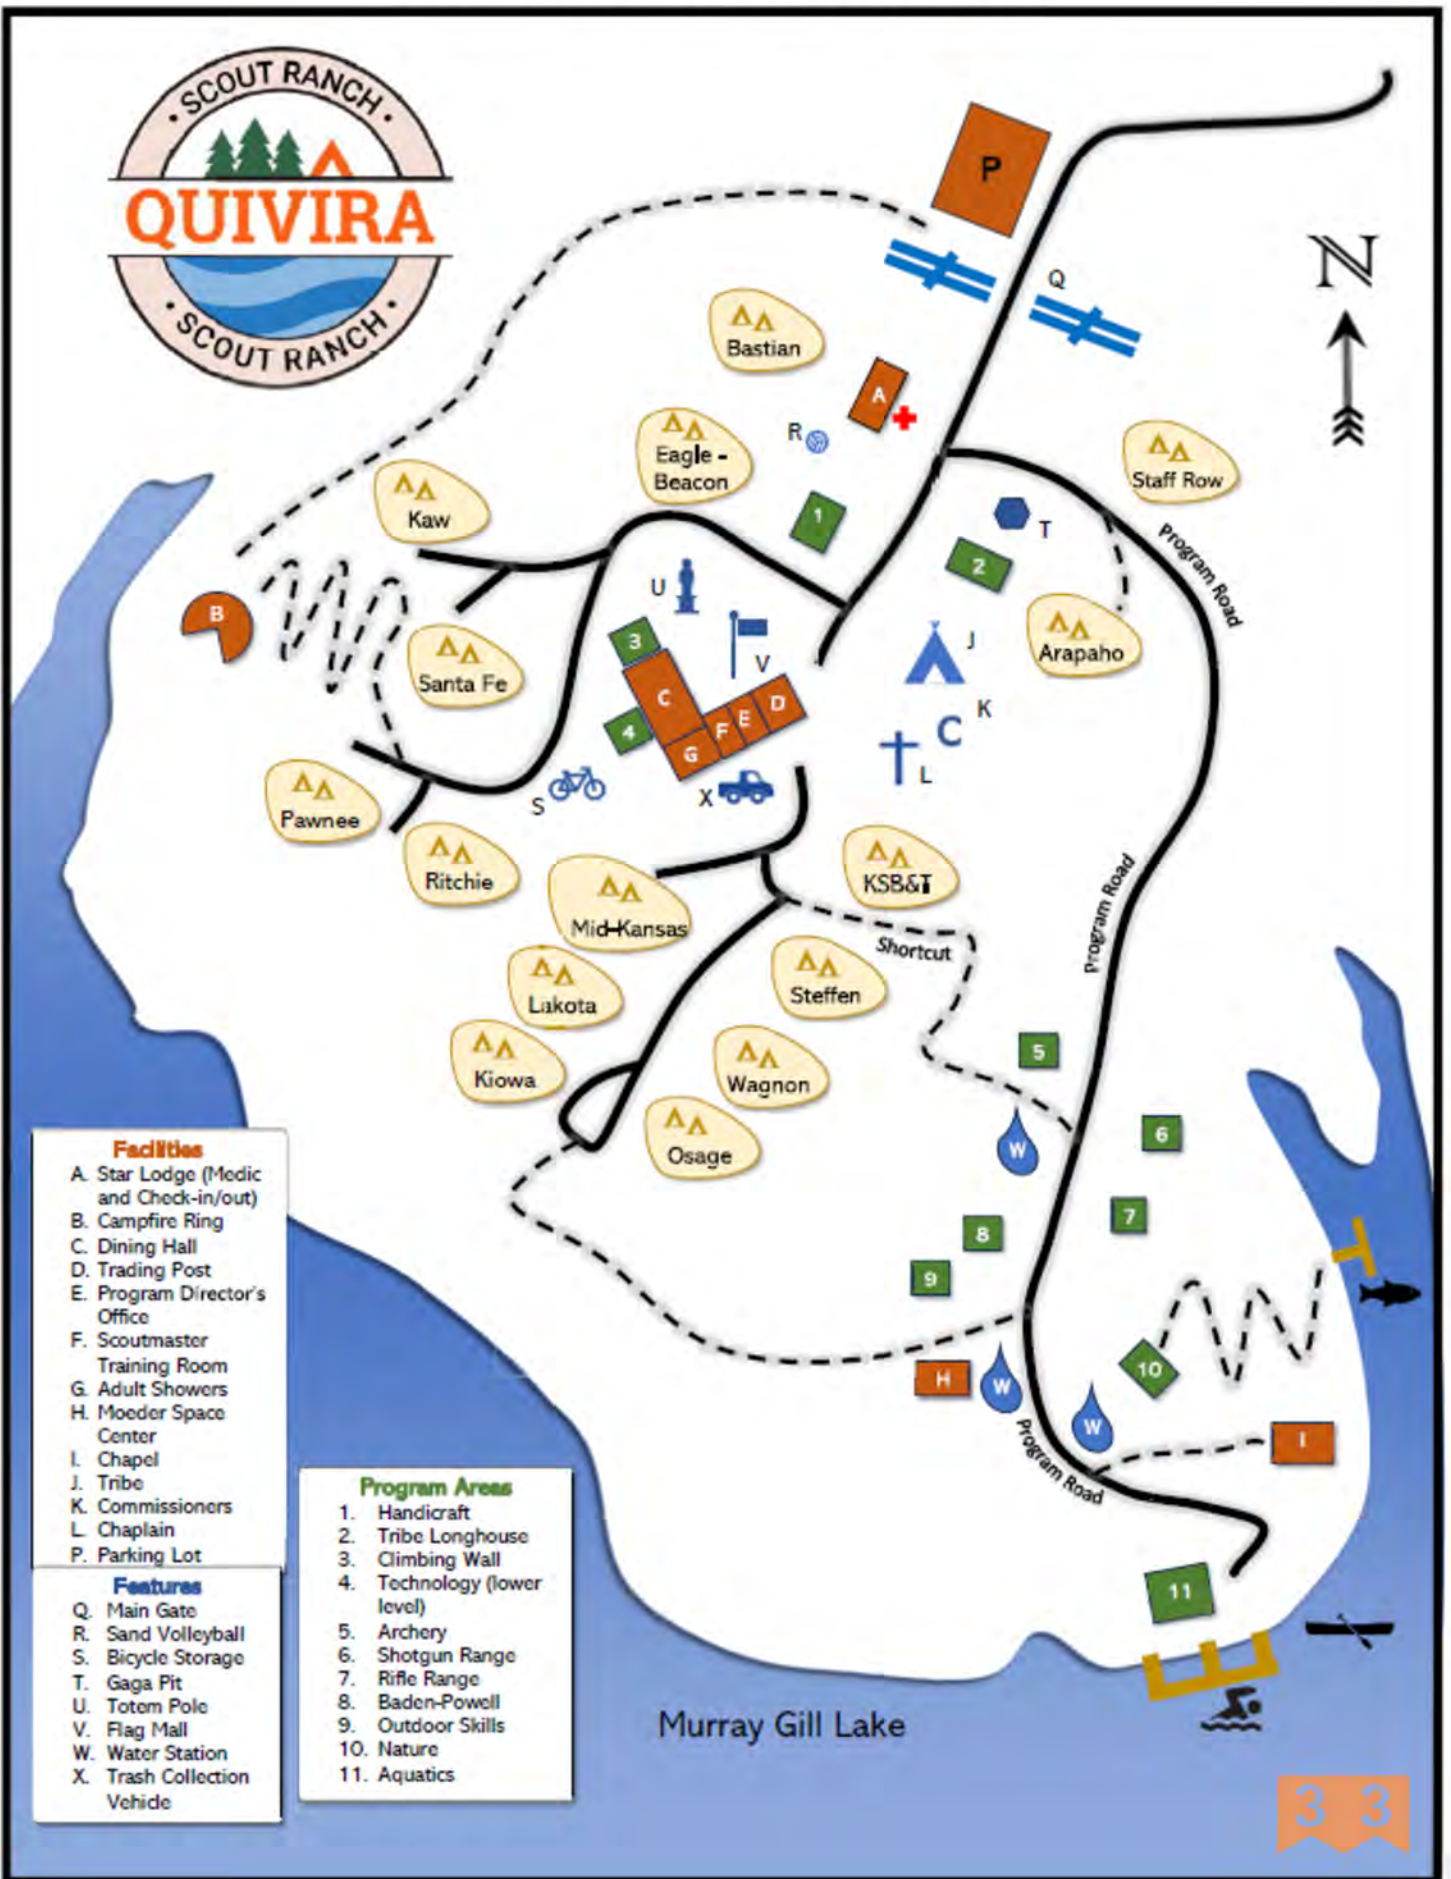 SCOUT RANCH
QUIVIRA
SCOUT RANCH
P
Q
N
Bastian
A
R
Eagle -
Beacon
Staff Row
Kaw
1
T
Program Road
2
U
B
3
J
Arapaho
V
Santa Fe
C
D
K
E
F
4
C
G
L
X
S
Pawnee
Ritchie
KSB&T
Mid-Kansas
Program Road
Shortcut
Steffen
Lakota
5
Kiowa
Wagnon
6
W
Osage
7
8
9
10
H
W
W
I
Program Road
11
Facilities
A. Star Lodge (Medic
and Check-in/out)
B. Campfire Ring
C. Dining Hall
D. Trading Post
E. Program Director's
Office
F. Scoutmaster
Training Room
G. Adult Showers
H. Moeder Space
Center
I. Chapel
J. Tribe
K. Commissioners
L. Chaplain
P. Parking Lot
Features
Q. Main Gate
R. Sand Volleyball
S. Bicycle Storage
T. Gaga Pit
U. Totem Pole
V. Flag Mall
W. Water Station
X. Trash Collection
Vehicle
Program Areas
1. Handicraft
2. Tribe Longhouse
3. Climbing Wall
4. Technology (lower
level)
5. Archery
6. Shotgun Range
7. Rifle Range
8. Baden-Powell
9. Outdoor Skills
10. Nature
11. Aquatics
Murray Gill Lake
3 3